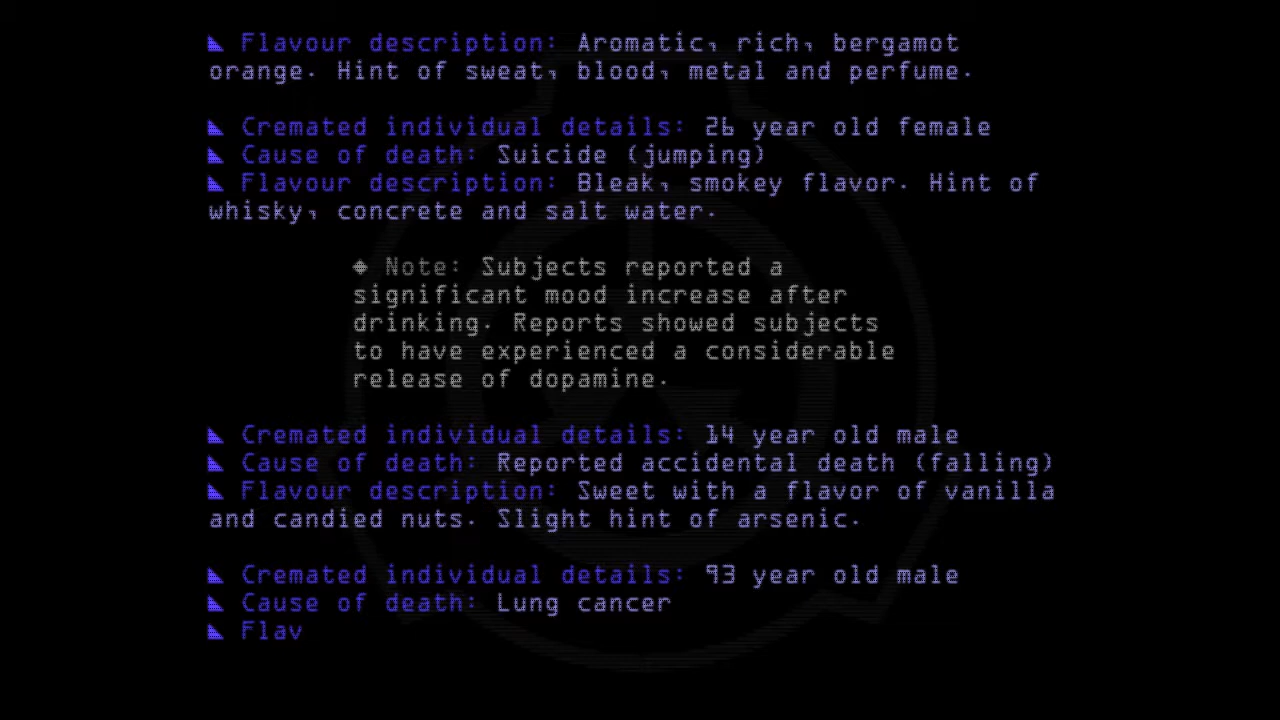 Flavour description: Aromatic, rich, bergamot
orange. Hint of sweat, blood, metal and perfume.
Cremated individual details: 26 year old female
Cause of death: Suicide (jumping)
Flavour description: Bleak, smokey flavor. Hint of
whisky, concrete and salt water.
Note: Subjects reported a
significant mood increase after
drinking. Reports showed subjects
to have experienced a considerable
release of dopamine.
Cremated individual details: 14 year old male
Cause of death: Reported accidental death (falling)
Flavour description: Sweet with a flavor of vanilla
and candied nuts. Slight hint of arsenic.
Cremated individual details: 93 year old male
Cause of death: Lung cancer
Flav